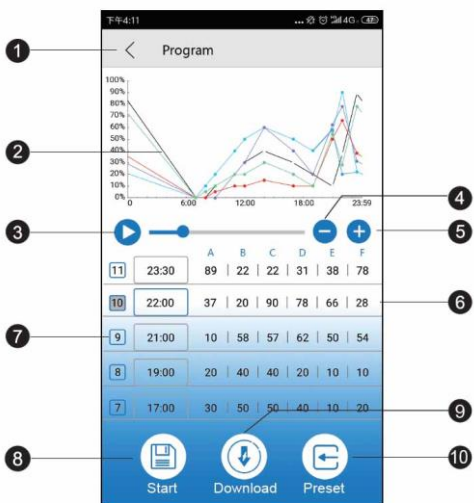 下午4:11 ... 4G
1 Program
100%
90%
80%
70%
60%
50%
40%
30%
20%
10%
0%
2
0 6:00 12:00 18:00 23:59
4
3
5
A B C D E F
11 23:30 89 | 22 | 22 | 31 | 38 | 78
10 22:00 37 | 20 | 90 | 78 | 66 | 28 6
7 9 21:00 10 | 58 | 57 | 62 | 50 | 54
8 19:00 20 | 40 | 40 | 20 | 10 | 10
7 17:00 30 | 50 | 50 | 40 | 10 | 20
9
8 10
Start Download Preset